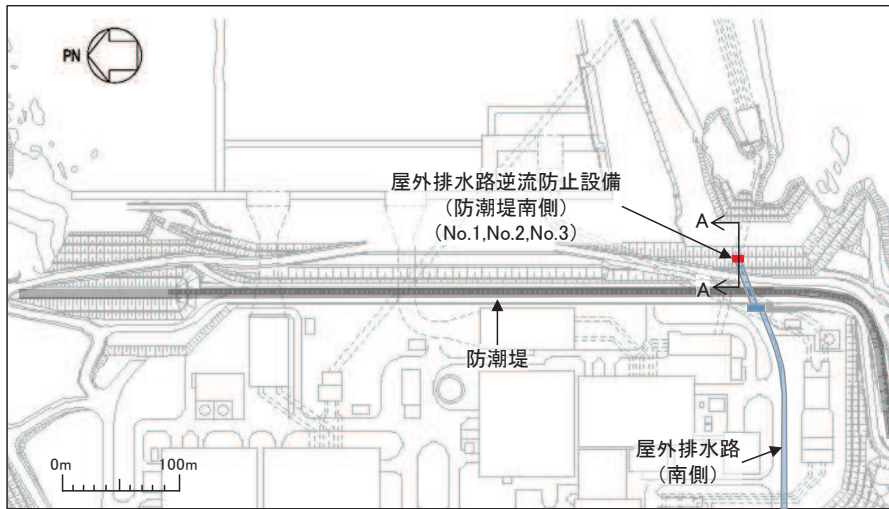 PN
屋外排水路逆流防止設備
（防潮堤南側）
（No.1,No.2,No.3）
A
A
防潮堤
屋外排水路
（南側）
0m
100m